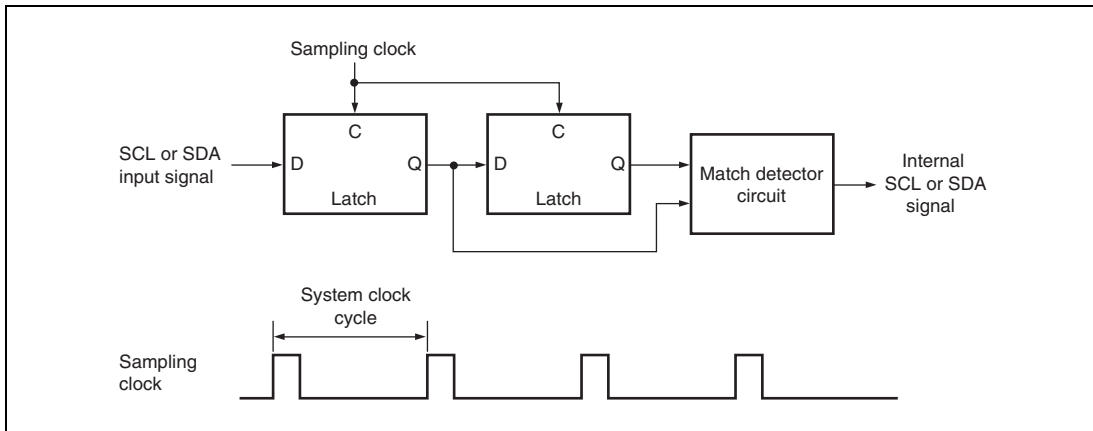 Sampling clock
SCL or SDA
input signal
C
D
Q
Latch
C
D
Q
Latch
Match detector
circuit
Internal
SCL or SDA
signal
System clock
cycle
Sampling
clock